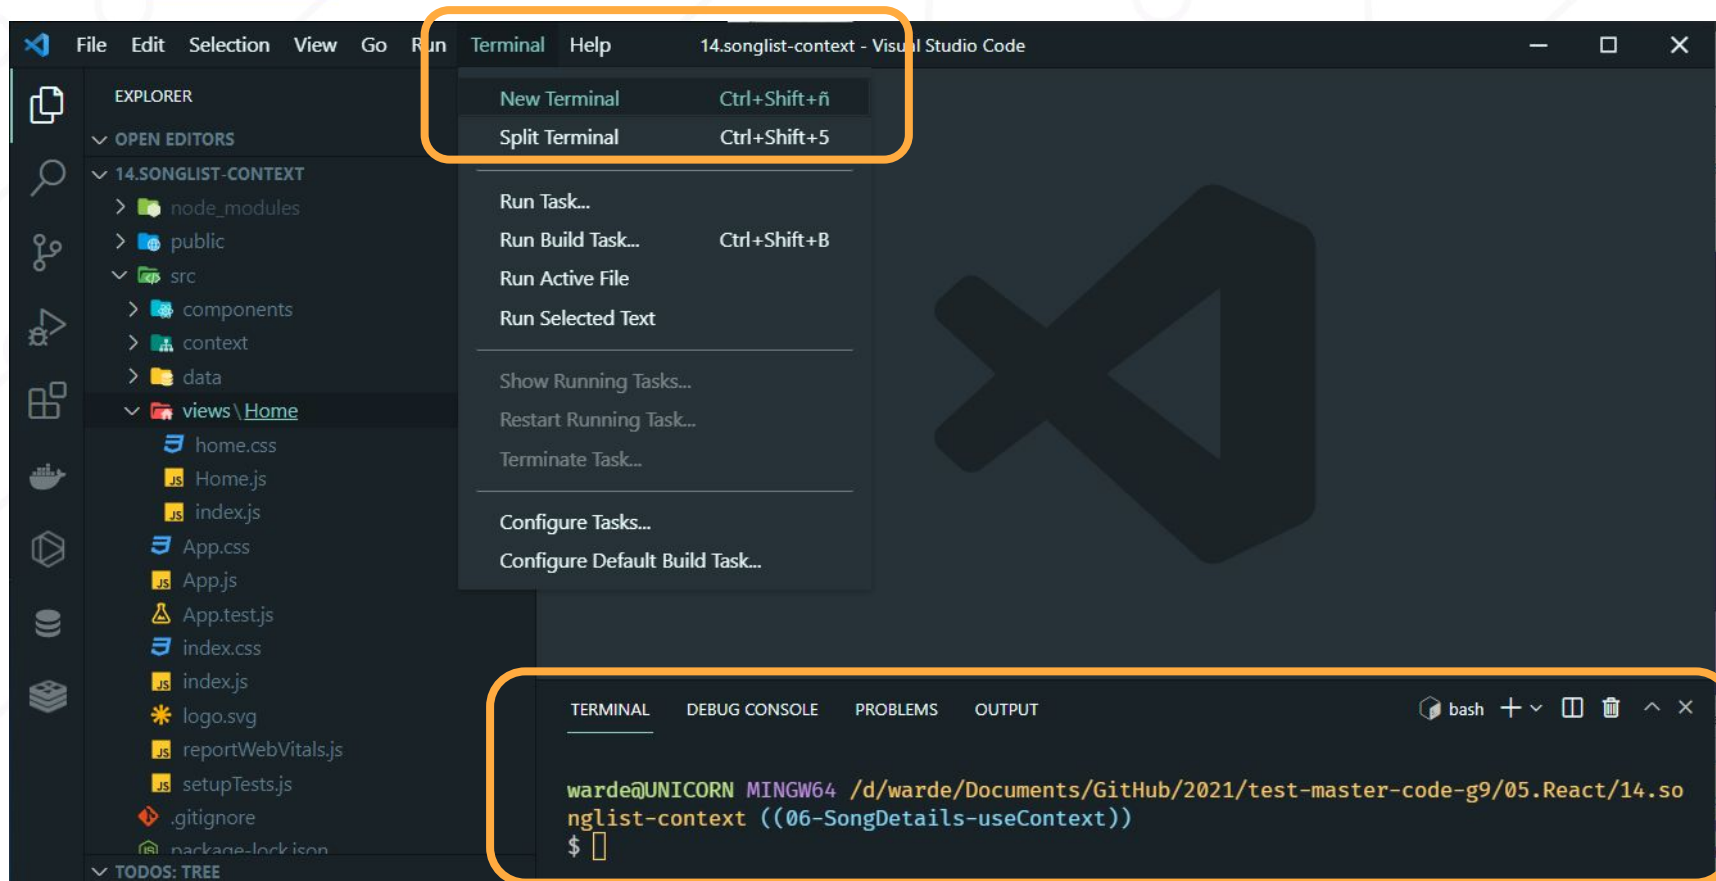 File Edit Selection View Go Run Terminal Help 14.songlist-context - Visual Studio Code
EXPLORER
OPEN EDITORS
14.SONGLIST-CONTEXT
node_modules
public
src
components
context
data
views\Home
home.css
Home.js
index.js
App.css
App.js
App.test.js
index.css
index.js
logo.svg
reportWebVitals.js
setupTests.js
.gitignore
package-lock.json
TODOS: TREE
New Terminal Ctrl+Shift+ñ
Split Terminal Ctrl+Shift+5
Run Task...
Run Build Task... Ctrl+Shift+B
Run Active File
Run Selected Text
Show Running Tasks...
Restart Running Task...
Terminate Task...
Configure Tasks...
Configure Default Build Task...
TERMINAL DEBUG CONSOLE PROBLEMS OUTPUT bash
warde@UNICORN MINGW64 /d/warde/Documents/GitHub/2021/test-master-code-g9/05.React/14.so
nglist-context ((06-SongDetails-useContext))
$